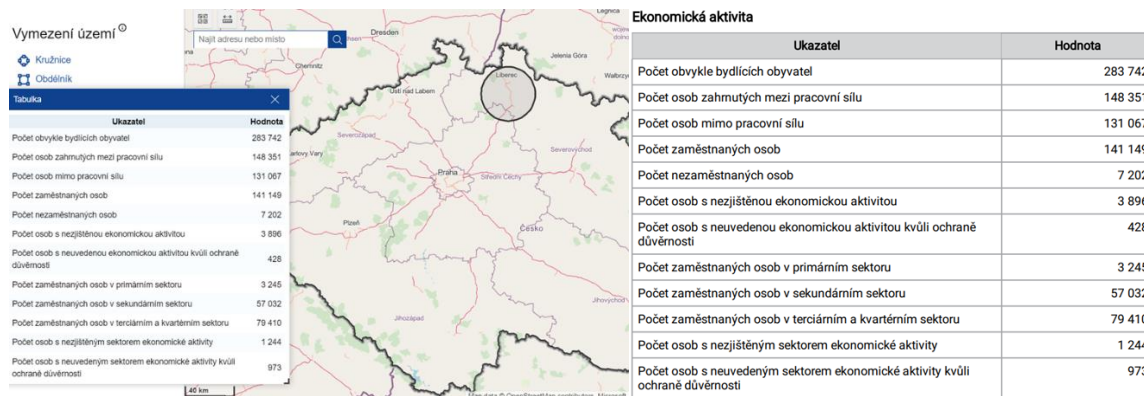 Vymezení území
Kružnice
Obdélník
Najít adresu nebo místo
Tabulka
Ukazatel Hodnota
Počet obvykle bydlících obyvatel 283 742
Počet osob zahrnutých mezi pracovní sílu 148 351
Počet osob mimo pracovní sílu 131 067
Počet zaměstnaných osob 141 149
Počet nezaměstnaných osob 7 202
Počet osob s nezjištěnou ekonomickou aktivitou 3 896
Počet osob s neuvedenou ekonomickou aktivitou kvůli ochraně
důvěrnosti 428
Počet zaměstnaných osob v primárním sektoru 3 245
Počet zaměstnaných osob v sekundárním sektoru 57 032
Počet zaměstnaných osob v terciárním a kvartérním sektoru 79 410
Počet osob s nezjištěným sektorem ekonomické aktivity 1 244
Počet osob s neuvedeným sektorem ekonomické aktivity kvůli
ochraně důvěrnosti 973
Legnica
Dresden
Jelenia Góra
Chemnitz
Liberec
Ústí nad Labem
Severozápad
Karlovy Vary
Severovýchod
Praha
Střední Čechy
Plzeň
Česko
Jihozápad
Jihovýchod
40 km
Map data © OpenStreetMap contributors, Microsoft
Ekonomická aktivita
Ukazatel Hodnota
Počet obvykle bydlících obyvatel 283 742
Počet osob zahrnutých mezi pracovní sílu 148 351
Počet osob mimo pracovní sílu 131 067
Počet zaměstnaných osob 141 149
Počet nezaměstnaných osob 7 202
Počet osob s nezjištěnou ekonomickou aktivitou 3 896
Počet osob s neuvedenou ekonomickou aktivitou kvůli ochraně
důvěrnosti 428
Počet zaměstnaných osob v primárním sektoru 3 245
Počet zaměstnaných osob v sekundárním sektoru 57 032
Počet zaměstnaných osob v terciárním a kvartérním sektoru 79 410
Počet osob s nezjištěným sektorem ekonomické aktivity 1 244
Počet osob s neuvedeným sektorem ekonomické aktivity kvůli
ochraně důvěrnosti 973